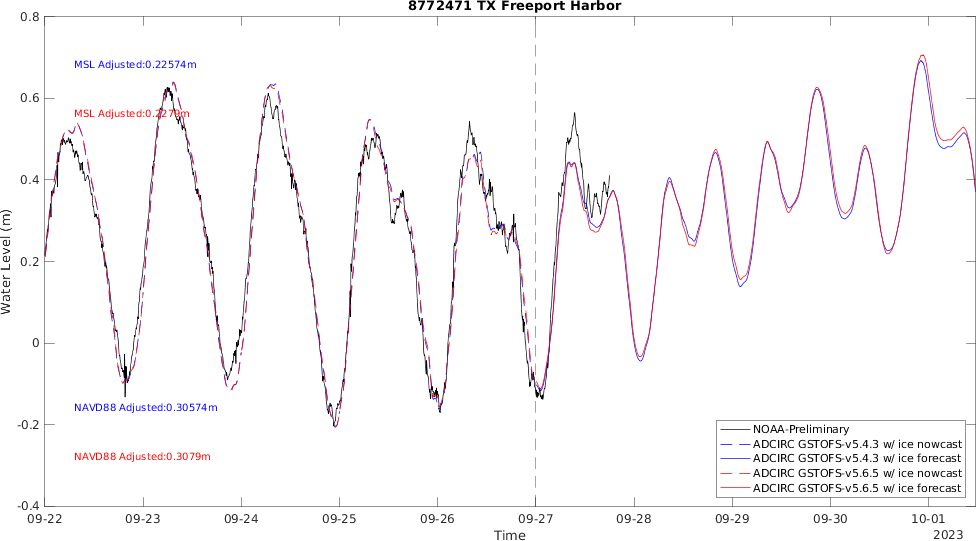 8772471 TX Freeport Harbor
0.8
0.6
0.4
0.2
0
-0.2
-0.4
Water Level (m)
MSL Adjusted:0.22574m
MSL Adjusted:0.2279m
NAVD88 Adjusted:0.30574m
NAVD88 Adjusted:0.3079m
NOAA-Preliminary
ADCIRC GSTOFS-v5.4.3 w/ ice nowcast
ADCIRC GSTOFS-v5.4.3 w/ ice forecast
ADCIRC GSTOFS-v5.6.5 w/ ice nowcast
ADCIRC GSTOFS-v5.6.5 w/ ice forecast
09-22 09-23 09-24 09-25 09-26 09-27 09-28 09-29 09-30 10-01
Time
2023